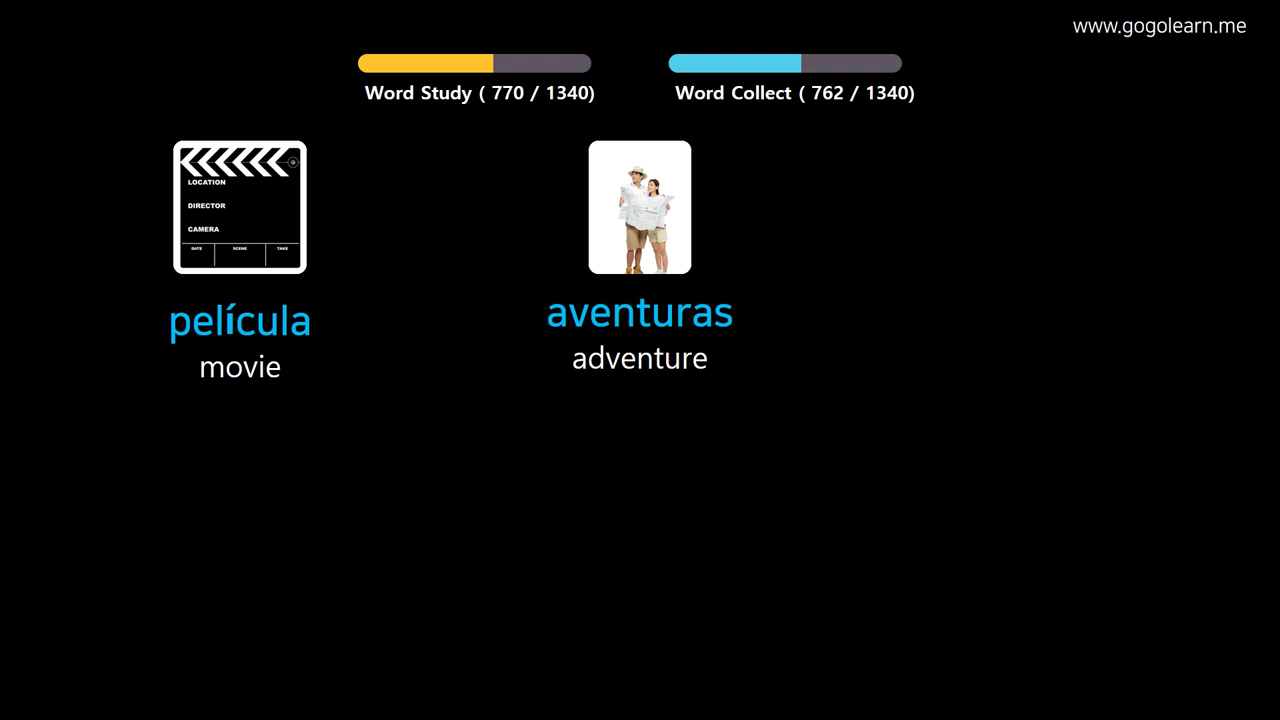 www.gogolearn.me
Word Study ( 770 / 1340)
Word Collect ( 762 / 1340)
LOCATION
DIRECTOR
CAMERA
DATE SCENE TAKE
película
movie
aventuras
adventure